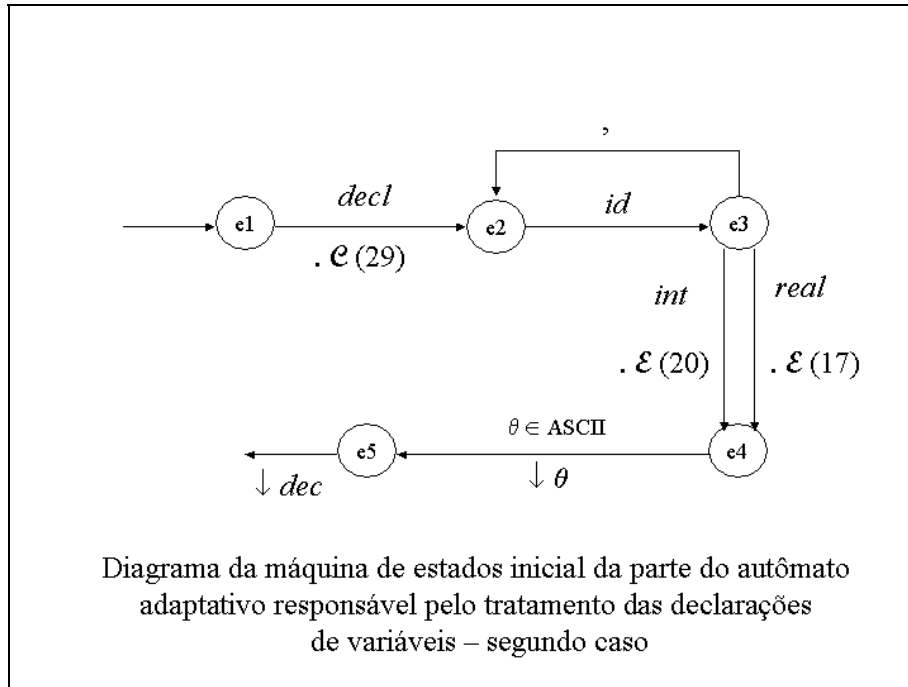 ,
decl
id
e1
e2
e3
. 𝓒 (29)
int
real
. 𝓔 (20)
. 𝓔 (17)
θ ∈ ASCII
e5
e4
↓ dec
↓ θ
Diagrama da máquina de estados inicial da parte do autômato
adaptativo responsável pelo tratamento das declarações
de variáveis – segundo caso